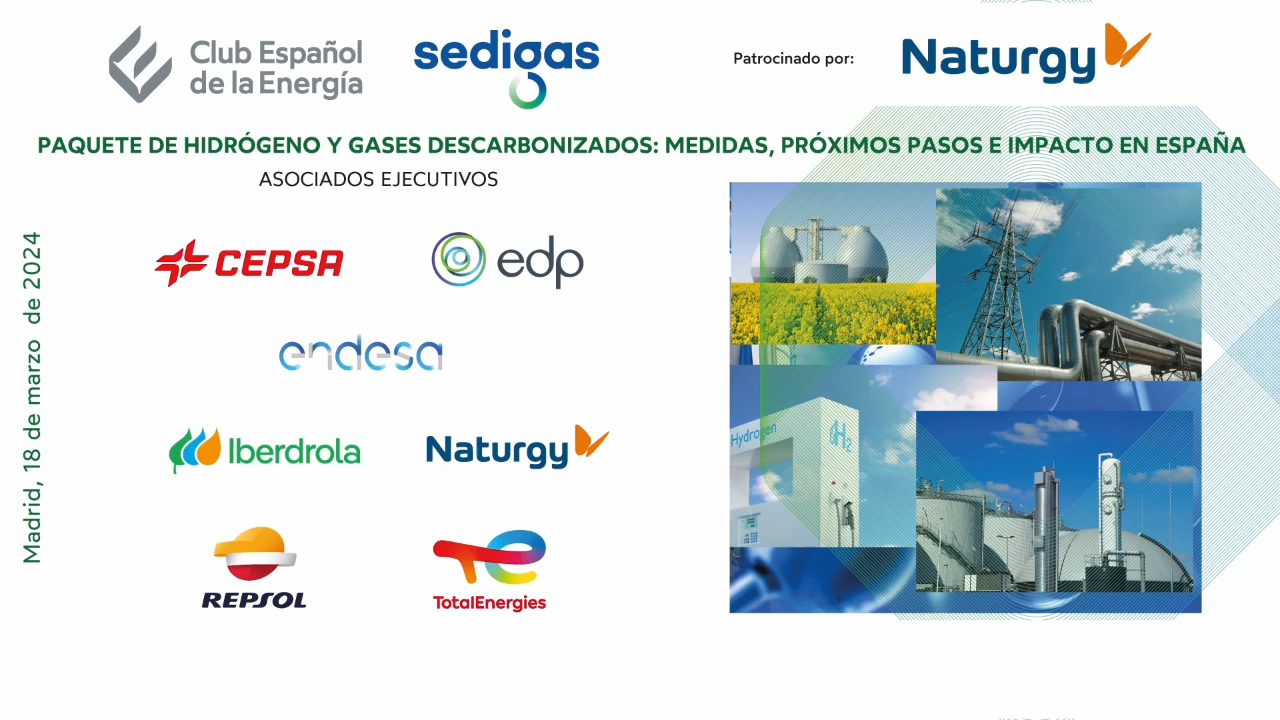 Club Español
de la Energía
sedigas
Patrocinado por:
Naturgy
PAQUETE DE HIDRÓGENO Y GASES DESCARBONIZADOS: MEDIDAS, PRÓXIMOS PASOS E IMPACTO EN ESPAÑA
ASOCIADOS EJECUTIVOS
Madrid, 18 de marzo de 2024
CEPSA
edp
endesa
Iberdrola
Naturgy
REPSOL
TotalEnergies
Hydrogen
H2